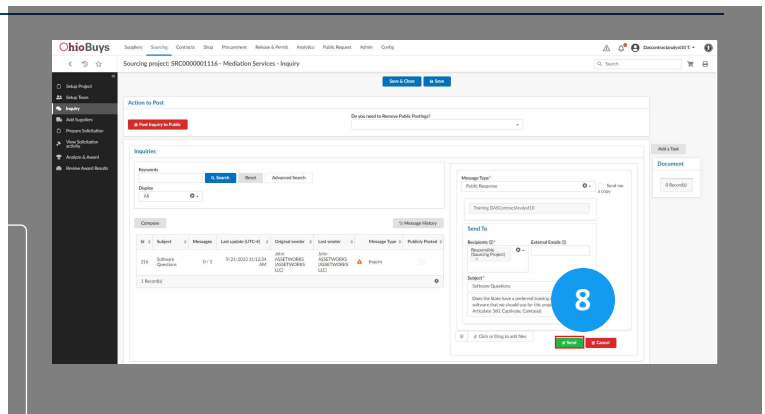 OhioBuys
Suppliers Sourcing Contracts Shop Procurement Release & Permit Analytics Public Request Admin Config
Dascontractanalyst10 T.
Sourcing project: SRC0000001116 - Mediation Services - Inquiry
Search
Setup Project
Setup Team
Inquiry
Add Suppliers
Prepare Solicitation
View Solicitation activity
Analyze & Award
Review Award Results
Save & Close Save
Action to Post
Post Inquiry to Public
Do you need to Remove Public Postings?
Inquiries
Keywords
Search Reset Advanced Search
Display
All
Compose
Message History
Id Subject Messages Last update (UTC-4) Original sender Last sender Message Type Publicly Posted
216 Software Questions 0 / 1 9/21/2023 11:12:24 AM John ASSETWORKS (ASSETWORKS LLC) John ASSETWORKS (ASSETWORKS LLC) Inquiry
1 Record(s)
Message Type*
Public Response
Send me a copy
Training DASContractAnalyst10
Send To
Recipients * External Emails
Responsible (Sourcing Project)
Subject*
Software Questions
Does the State have a preferred training
software that we should use for this proj
Articulate 360, Captivate, Camtasia)
8
Click or Drag to add files
Send Cancel
Add a Task
Document
0 Record(s)